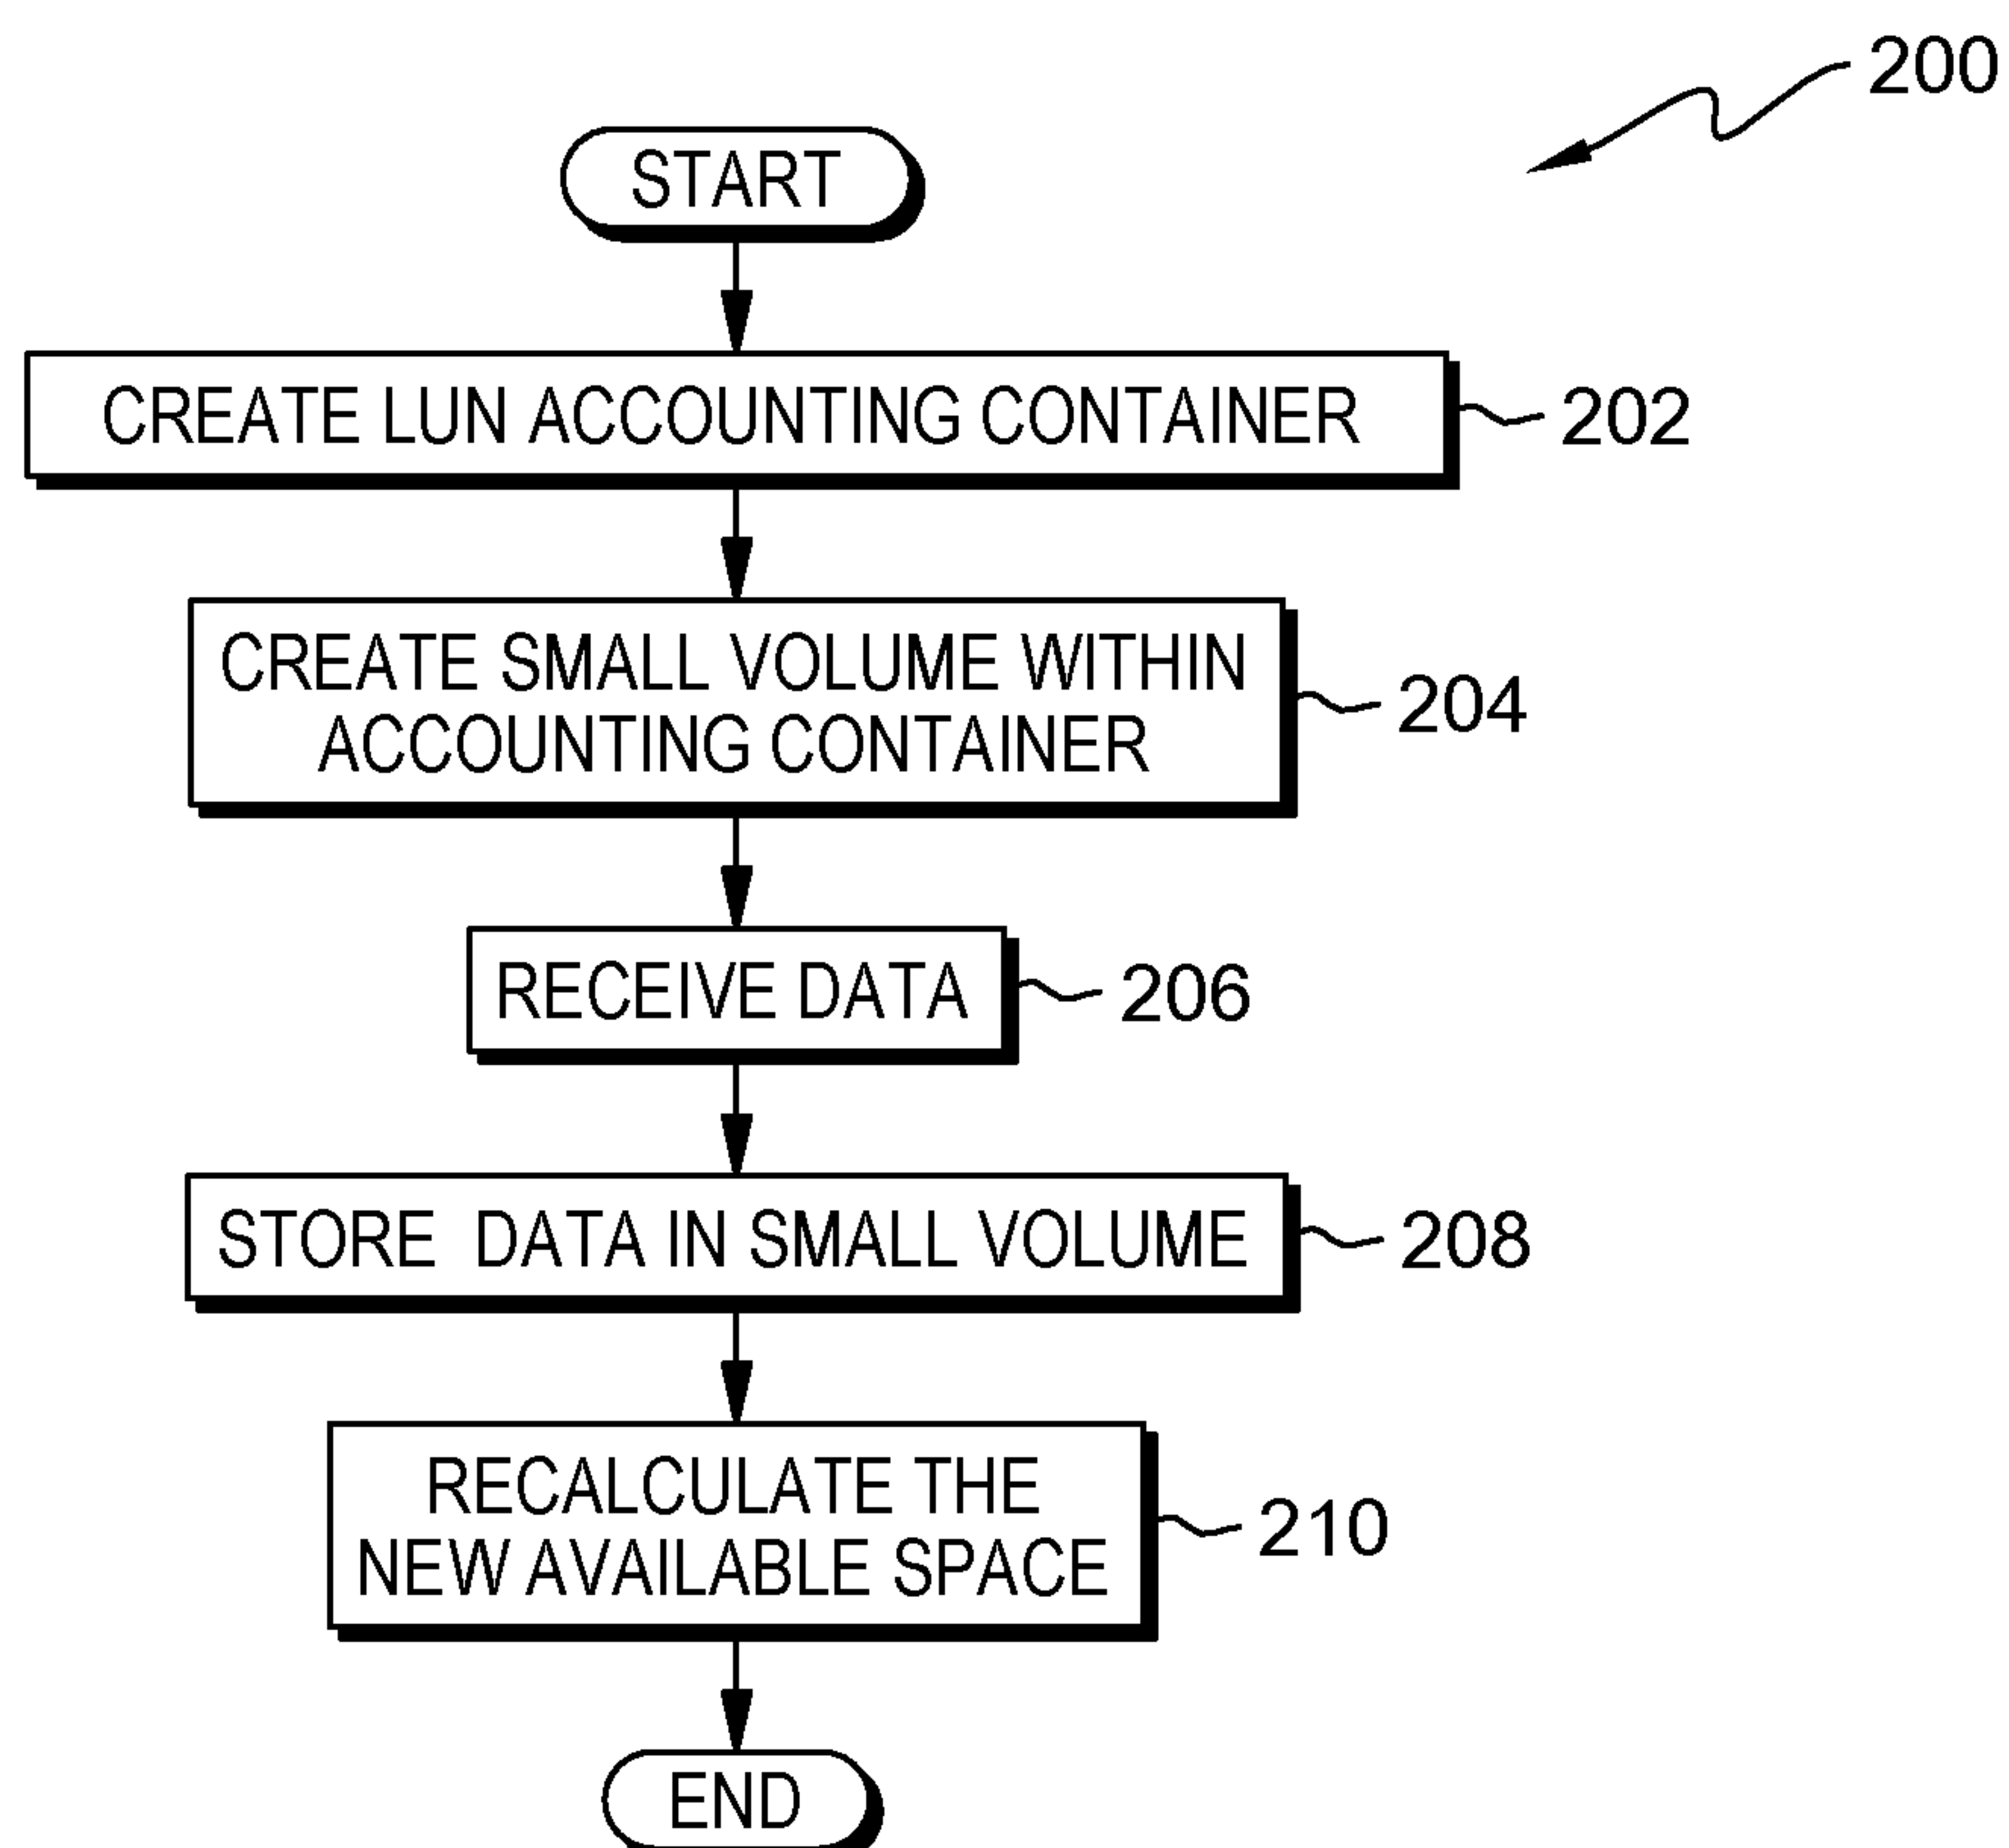 200
START
CREATE LUN ACCOUNTING CONTAINER
202
CREATE SMALL VOLUME WITHIN
ACCOUNTING CONTAINER
204
RECEIVE DATA
206
STORE DATA IN SMALL VOLUME
208
RECALCULATE THE
NEW AVAILABLE SPACE
210
END